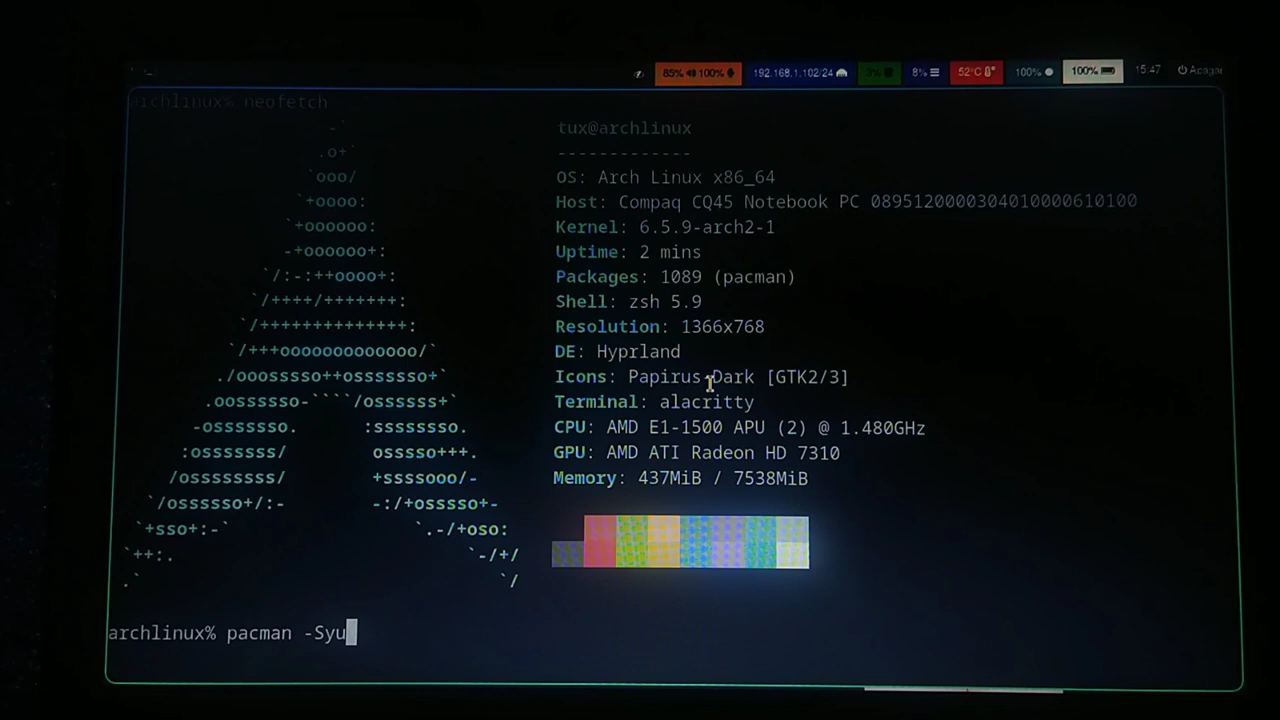 85% 100% 192.168.1.102/24 3% 8% 52°C 100% 100% 15:47 Apagar
archlinux% neofetch
tux@archlinux
-------------
OS: Arch Linux x86_64
Host: Compaq CQ45 Notebook PC 0895120000304010000610100
Kernel: 6.5.9-arch2-1
Uptime: 2 mins
Packages: 1089 (pacman)
Shell: zsh 5.9
Resolution: 1366x768
DE: Hyprland
Icons: Papirus-Dark [GTK2/3]
Terminal: alacritty
CPU: AMD E1-1500 APU (2) @ 1.480GHz
GPU: AMD ATI Radeon HD 7310
Memory: 437MiB / 7538MiB
archlinux% pacman -Syu